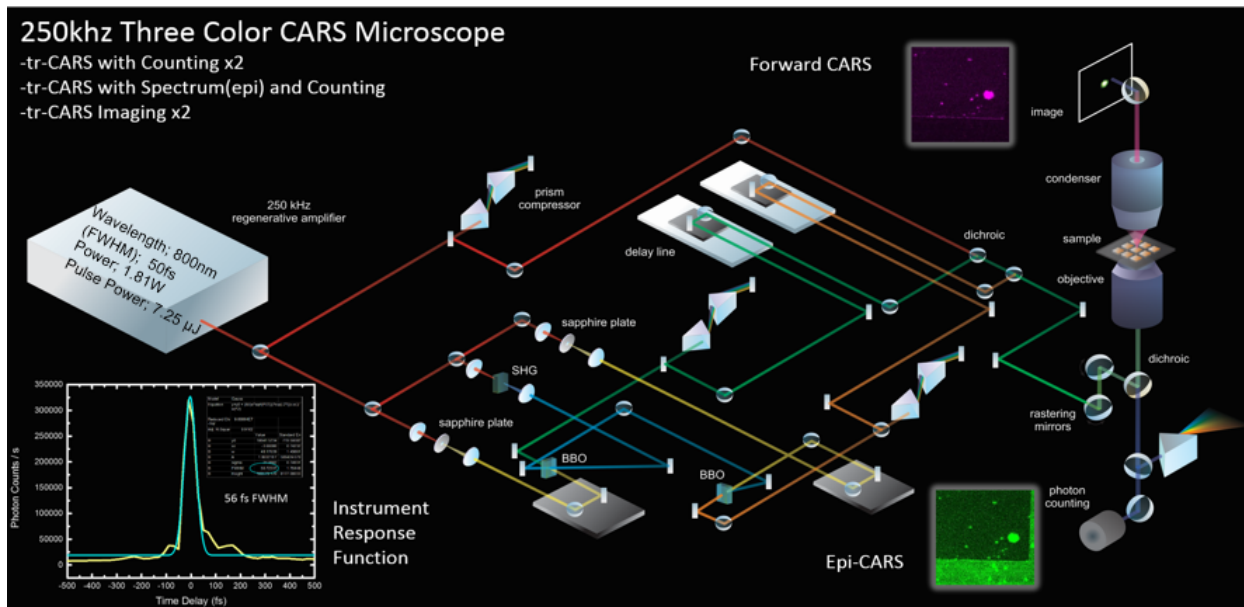 250khz Three Color CARS Microscope
-tr-CARS with Counting x2
-tr-CARS with Spectrum(epi) and Counting
-tr-CARS Imaging x2
Forward CARS
image
condenser
sample
objective
dichroic
prism
compressor
250 kHz
regenerative amplifier
Wavelength; 800nm
(FWHM); 50fs
Power; 1.81W
Pulse Power; 7.25 µJ
delay line
dichroic
sapphire plate
SHG
sapphire plate
BBO
BBO
rastering
mirrors
photon
counting
Epi-CARS
Instrument
Response
Function
56 fs FWHM
Photon Counts / s
350000
300000
250000
200000
150000
100000
50000
0
-500
-400
-300
-200
-100
0
100
200
300
400
500
Time Delay (fs)